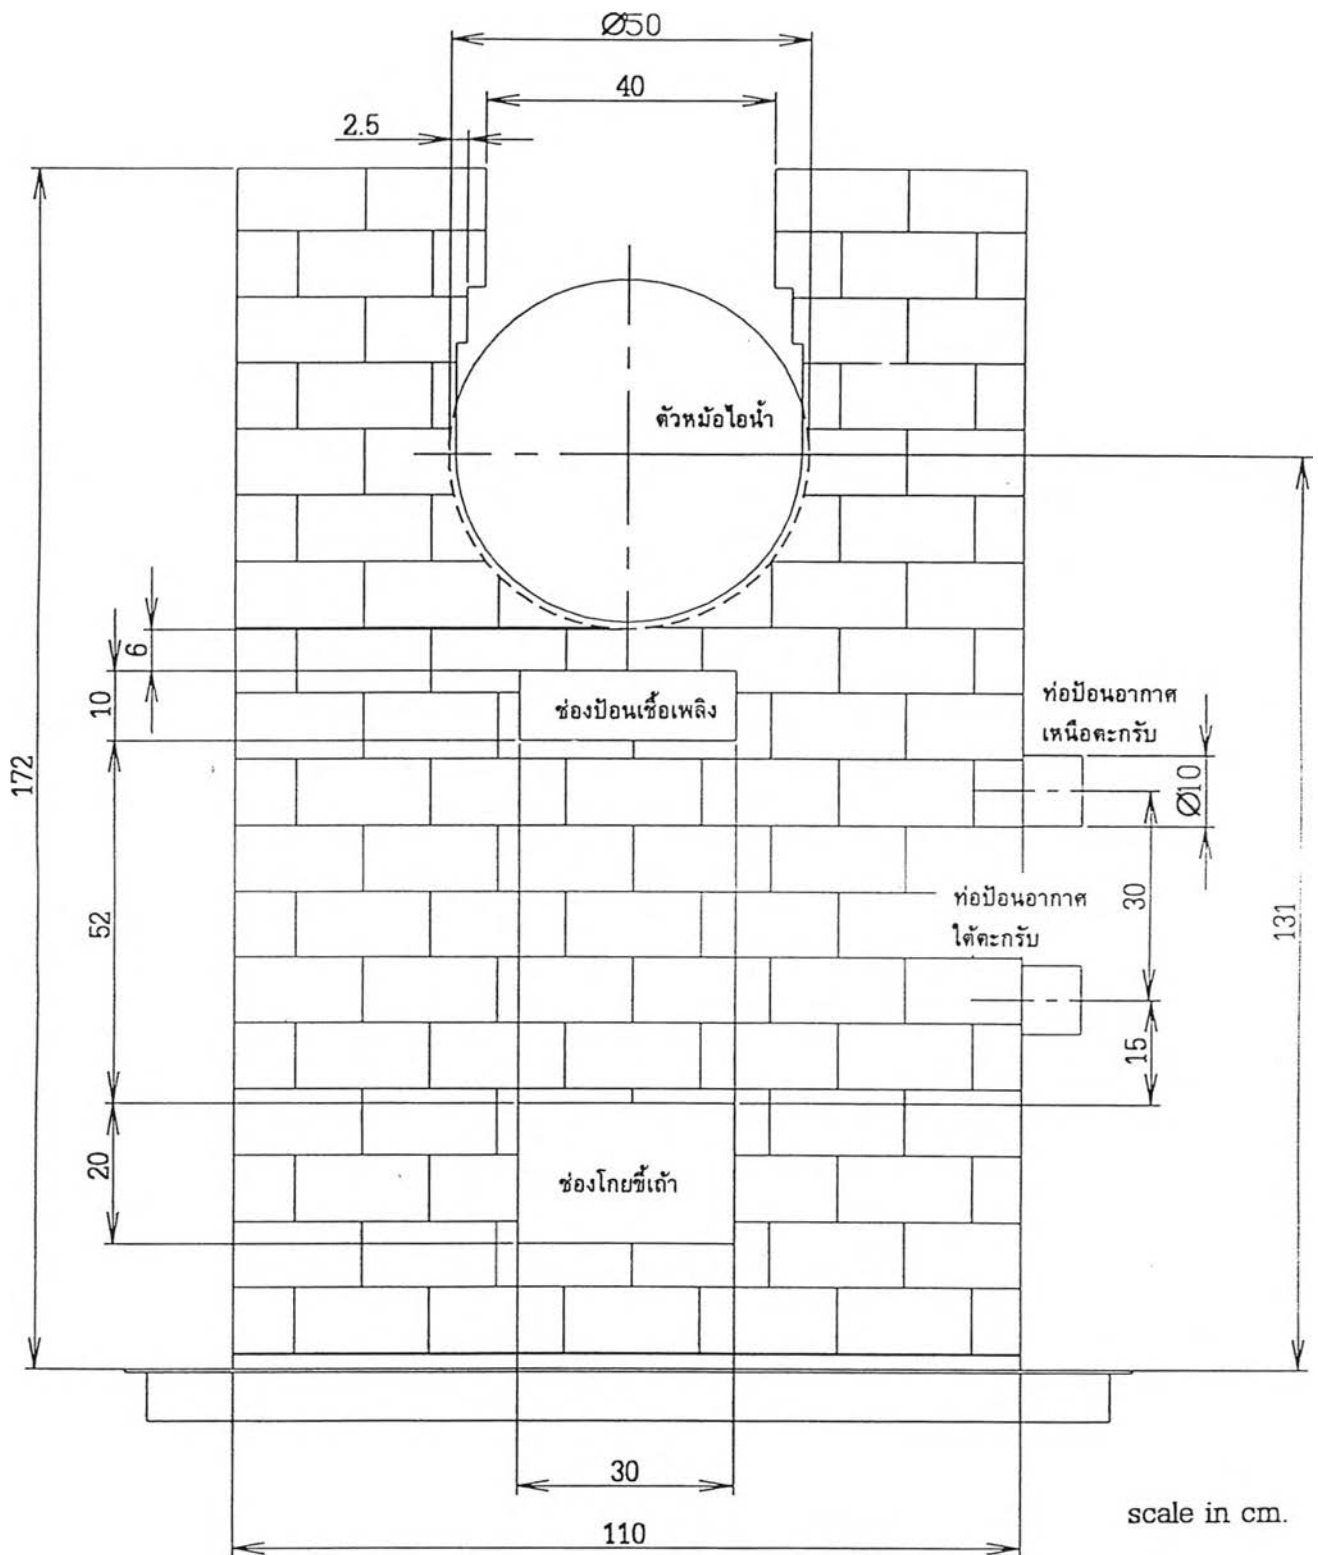 Ø50
40
2.5
ตัวหม้อไอน้ำ
6
10
ช่องป้อนเชื้อเพลิง
ท่อป้อนอากาศ
เหนือตะกรับ
172
Ø10
52
ท่อป้อนอากาศ
ใต้ตะกรับ
30
131
15
20
ช่องโกยขี้เถ้า
30
scale in cm.
110